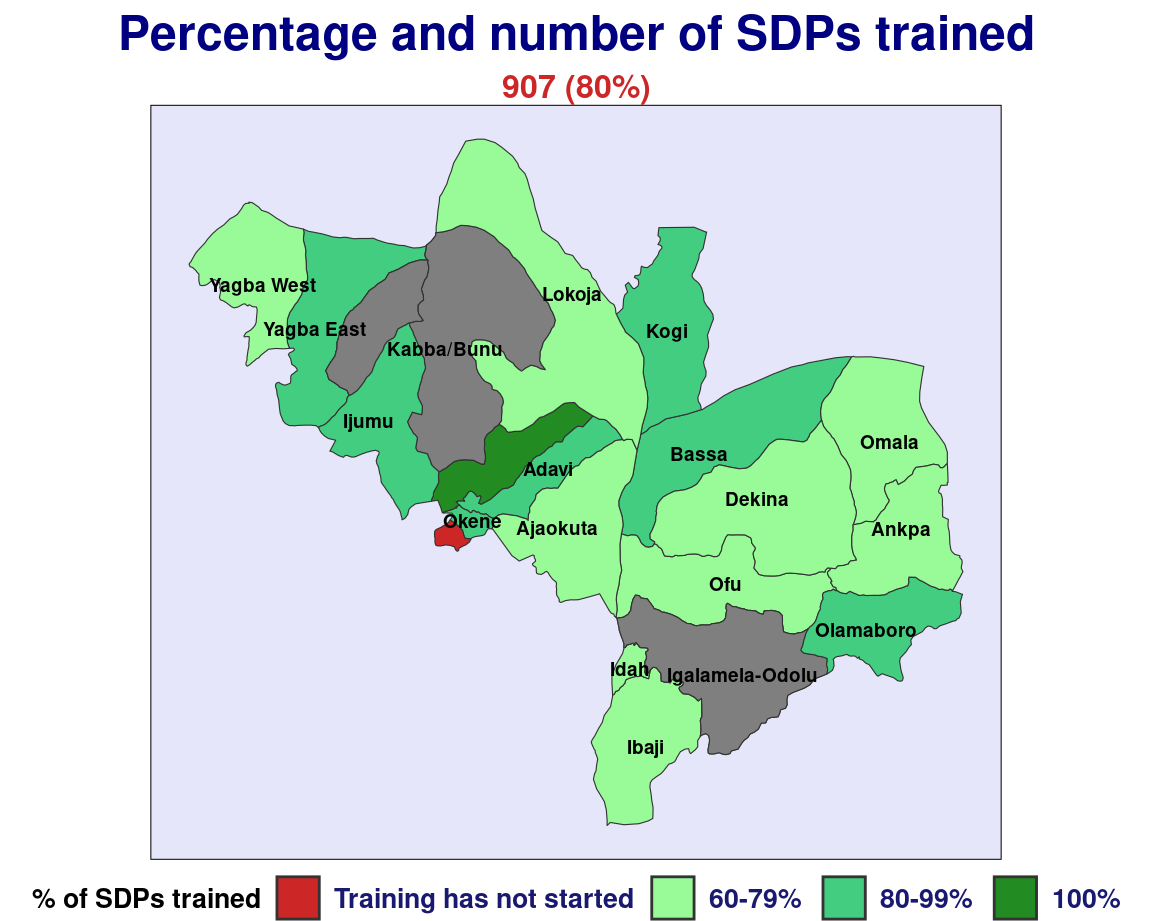 Percentage and number of SDPs trained
907 (80%)
Yagba West
Lokoja
Yagba East
Kogi
Kabba/Bunu
Ijumu
Omala
Bassa
Adavi
Dekina
Okene
Ajaokuta
Ankpa
Ofu
Olamaboro
Idah
Igalamela-Odolu
Ibaji
% of SDPs trained Training has not started 60-79% 80-99% 100%